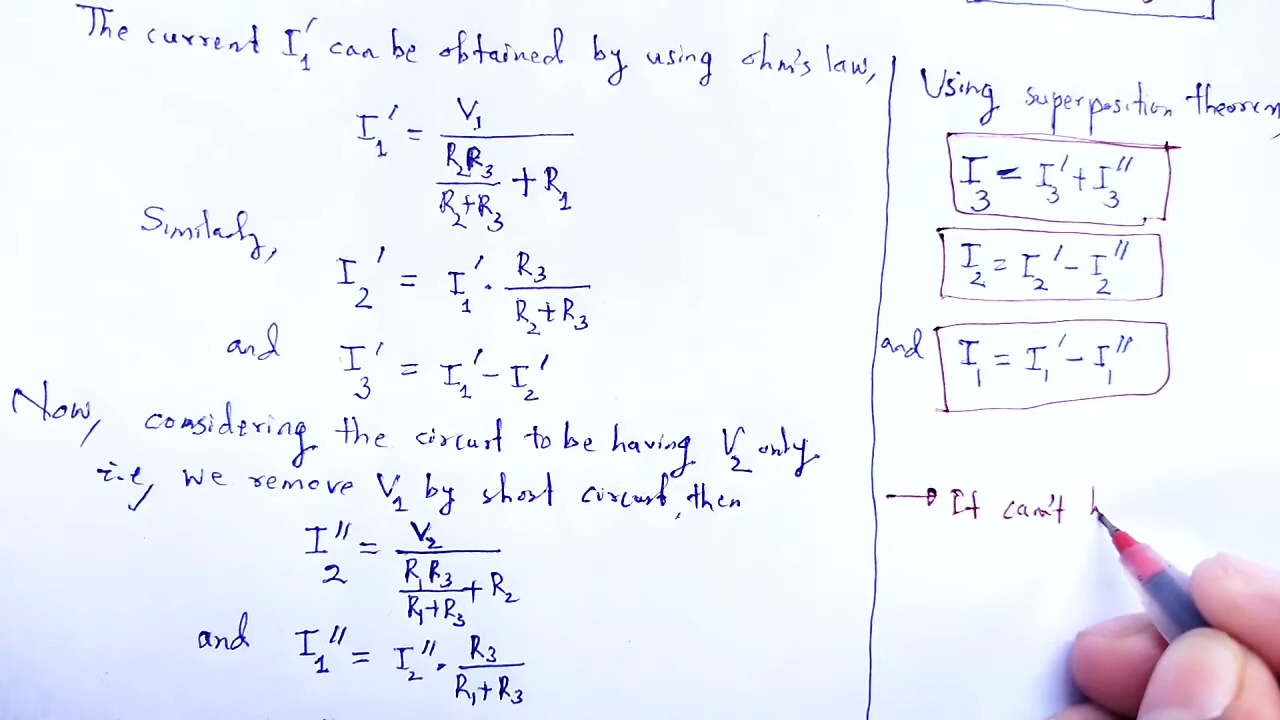 The current I₁′ can be obtained by using ohm's law,
I₁′ = V₁ / (R₂R₃ / (R₂+R₃) + R₁)
Similarly,
I₂′ = I₁′ · R₃ / (R₂+R₃)
and I₃′ = I₁′ - I₂′
Now, considering the circuit to be having V₂ only
i.e, we remove V₁ by short circuit, then
I₂″ = V₂ / (R₁R₃ / (R₁+R₃) + R₂)
and I₁″ = I₂″ · R₃ / (R₁+R₃)
Using superposition theorem
I₃ = I₃′ + I₃″
I₂ = I₂′ - I₂″
and I₁ = I₁′ - I₁″
→ It can't